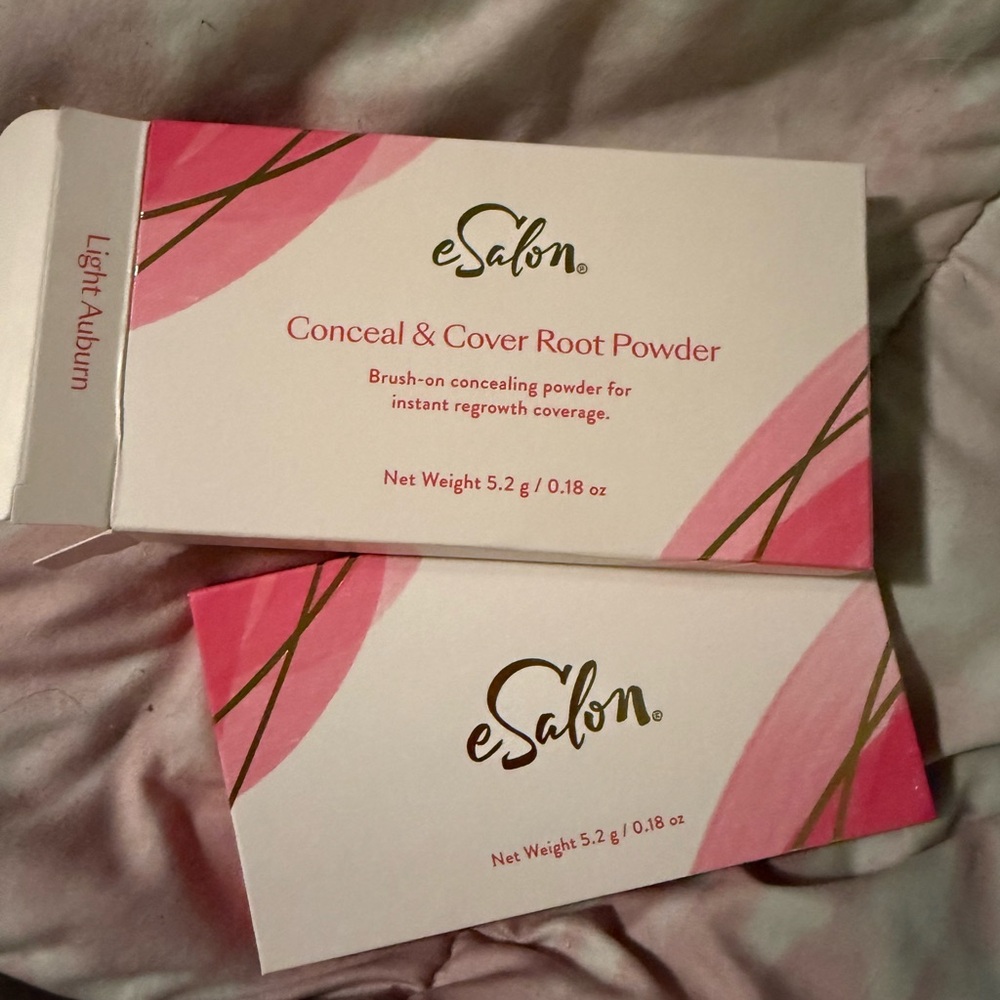 Light Auburn
eSalon®
Conceal & Cover Root Powder
Brush-on concealing powder for
instant regrowth coverage.
Net Weight 5.2 g / 0.18 oz
eSalon®
Net Weight 5.2 g / 0.18 oz